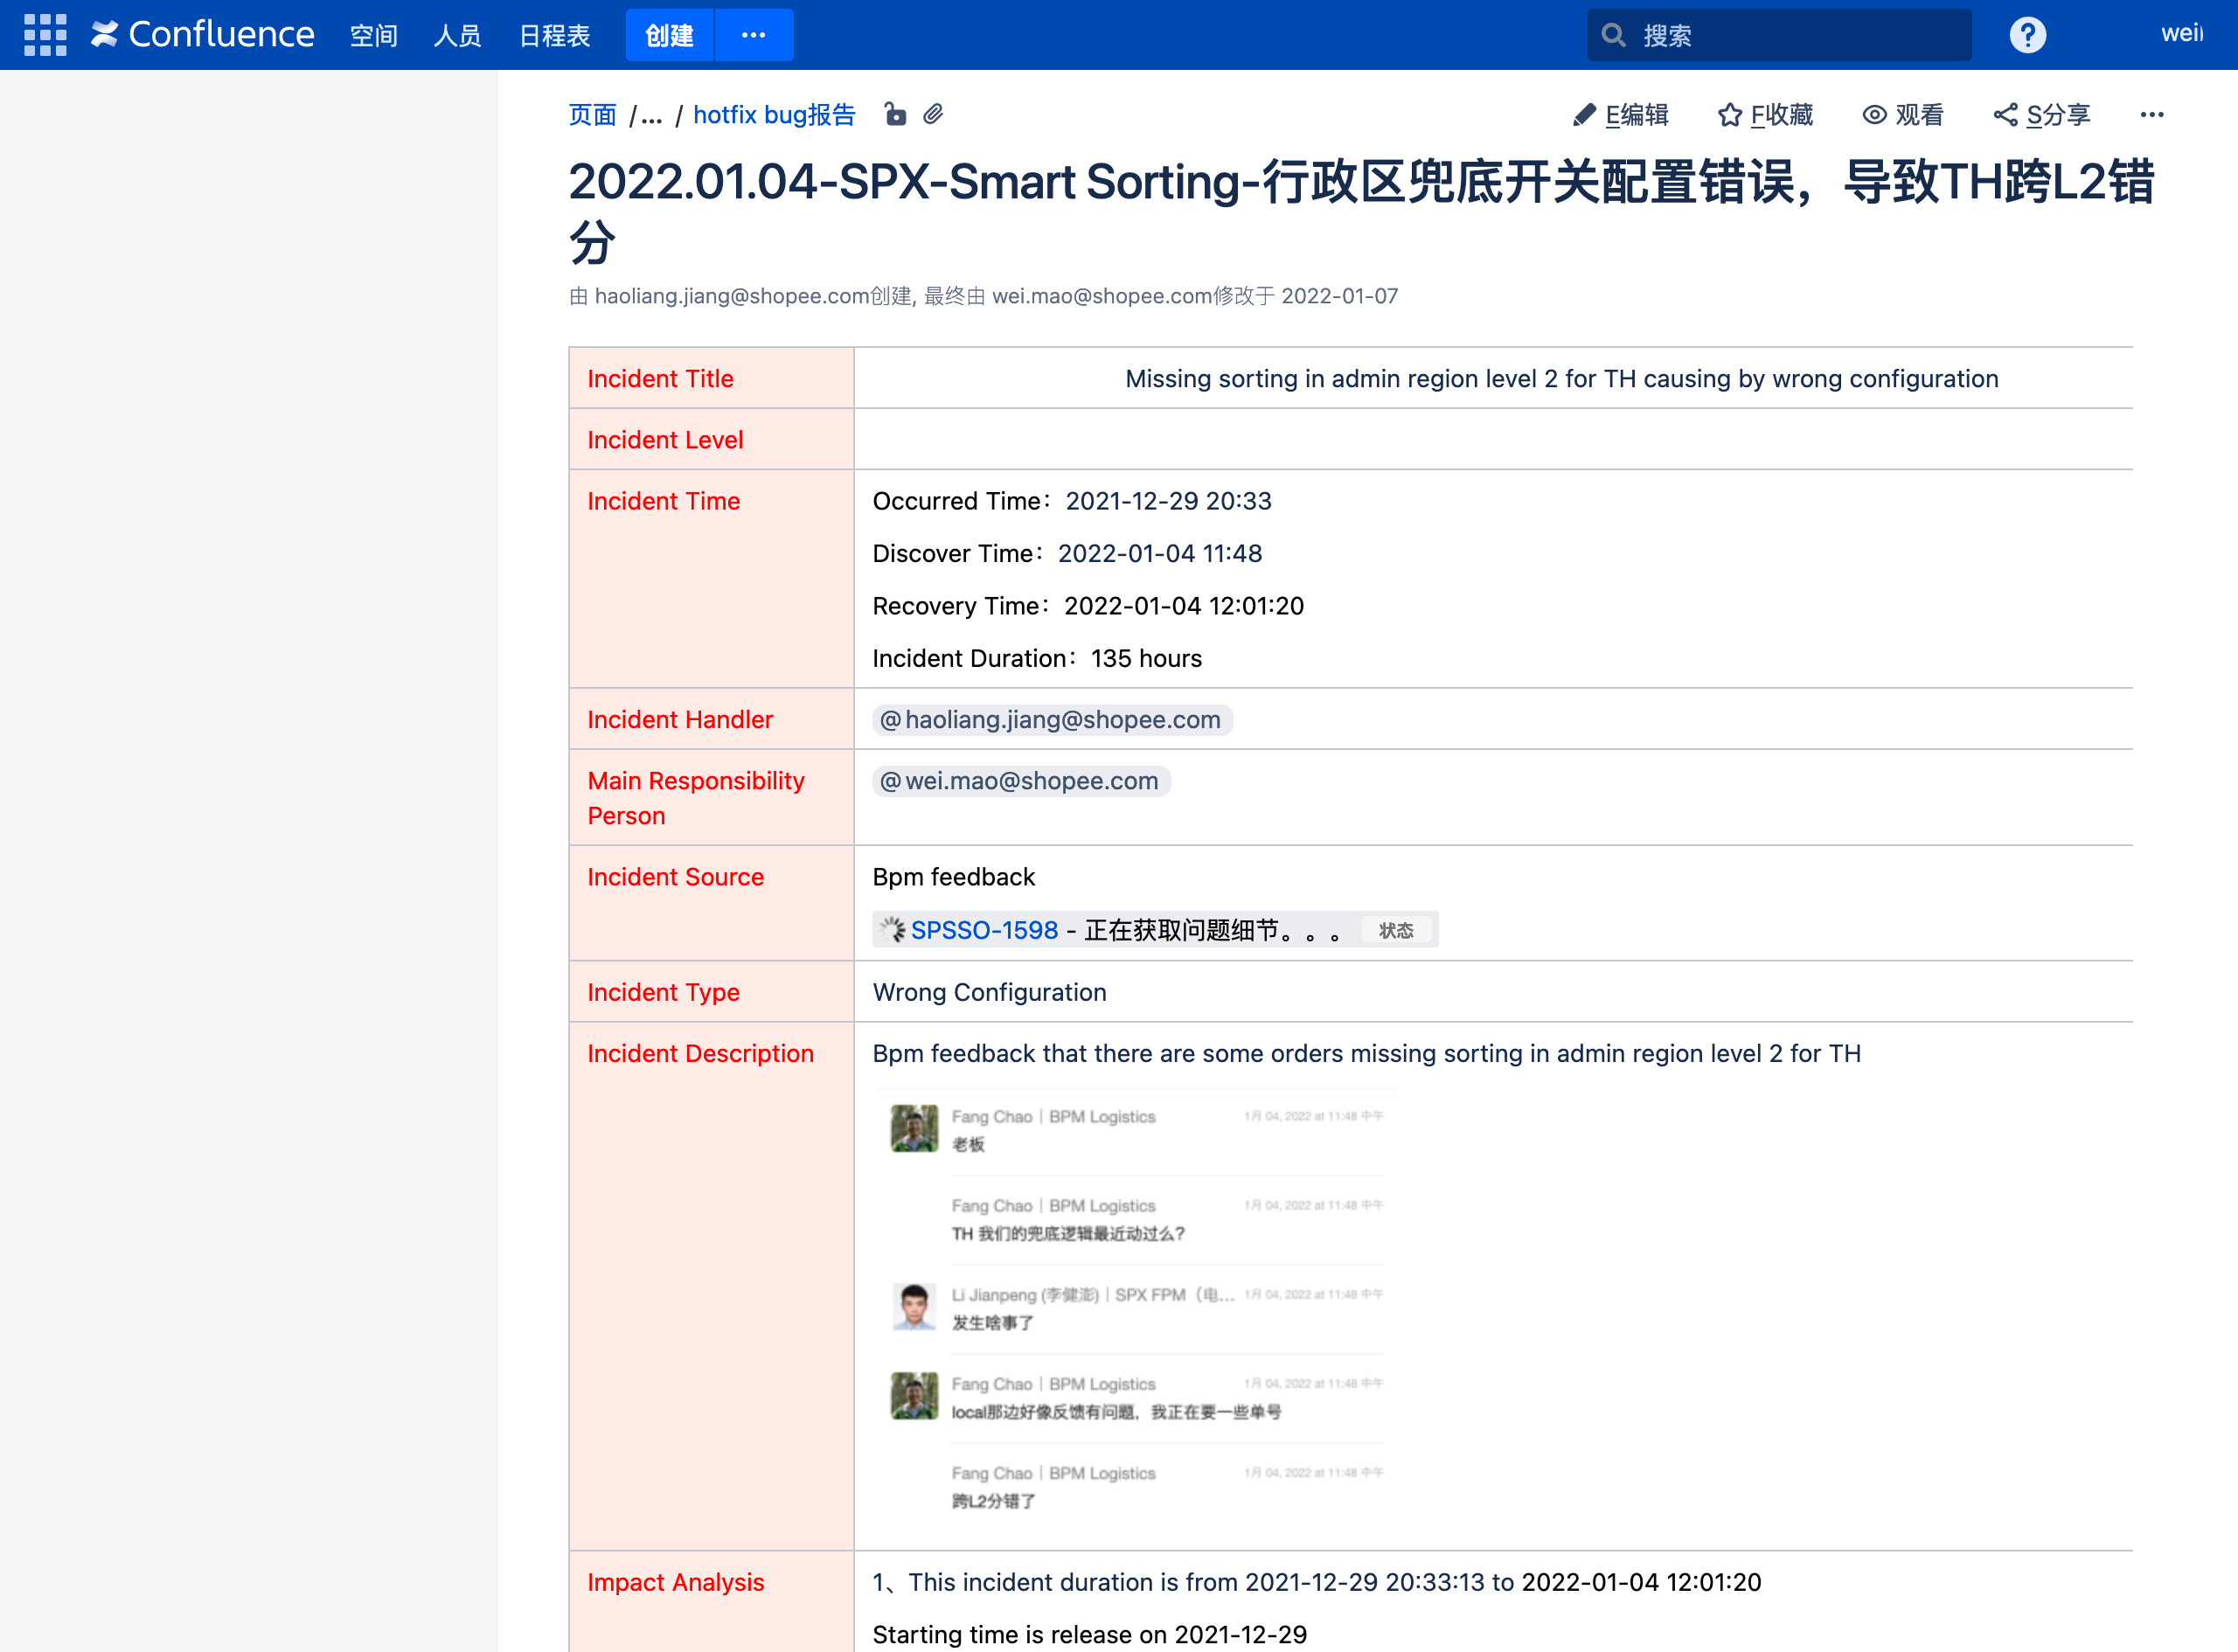 Confluence 空间 人员 日程表 创建 ··· 搜索 ? wei
页面 /... / hotfix bug报告 E编辑 F收藏 观看 S分享 ···
2022.01.04-SPX-Smart Sorting-行政区兜底开关配置错误，导致TH跨L2错
分
由 haoliang.jiang@shopee.com创建, 最终由 wei.mao@shopee.com修改于 2022-01-07
Incident Title Missing sorting in admin region level 2 for TH causing by wrong configuration
Incident Level
Incident Time Occurred Time：2021-12-29 20:33
Discover Time：2022-01-04 11:48
Recovery Time：2022-01-04 12:01:20
Incident Duration：135 hours
Incident Handler @haoliang.jiang@shopee.com
Main Responsibility
Person
@wei.mao@shopee.com
Incident Source Bpm feedback
SPSSO-1598 - 正在获取问题细节。。。 状态
Incident Type Wrong Configuration
Incident Description Bpm feedback that there are some orders missing sorting in admin region level 2 for TH
Fang Chao｜BPM Logistics 1月 04, 2022 at 11:48 中午
老板
Fang Chao｜BPM Logistics 1月 04, 2022 at 11:48 中午
TH 我们的兜底逻辑最近动过么？
Li Jianpeng (李健澎)｜SPX FPM（电... 1月 04, 2022 at 11:48 中午
发生啥事了
Fang Chao｜BPM Logistics 1月 04, 2022 at 11:48 中午
local那边好像反馈有问题，我正在要一些单号
Fang Chao｜BPM Logistics 1月 04, 2022 at 11:48 中午
跨L2分错了
Impact Analysis 1、This incident duration is from 2021-12-29 20:33:13 to 2022-01-04 12:01:20
Starting time is release on 2021-12-29